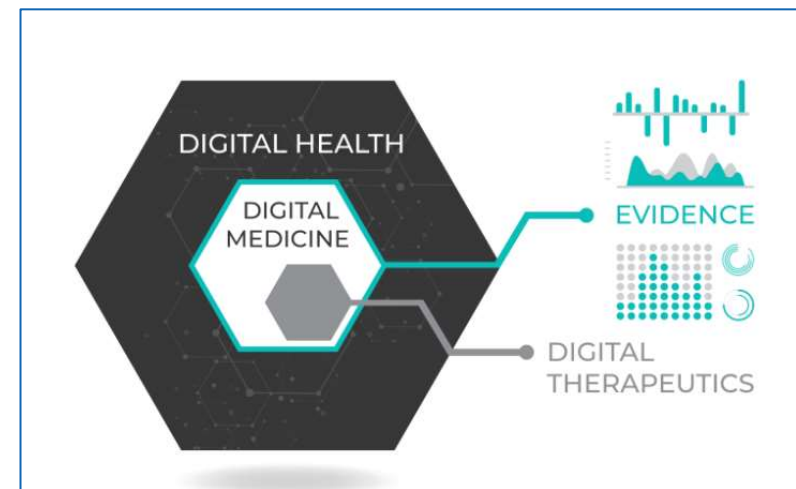 DIGITAL HEALTH
DIGITAL
MEDICINE
EVIDENCE
DIGITAL
THERAPEUTICS